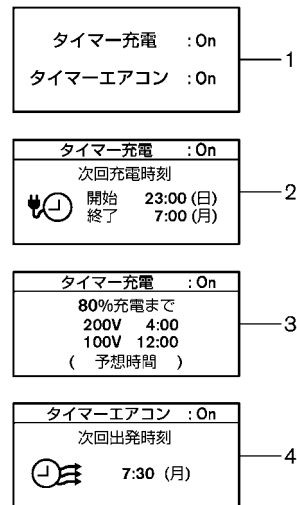 タイマー充電 : On
タイマーエアコン : On
1
タイマー充電 : On
次回充電時刻
開始 23:00 (日)
終了 7:00 (月)
2
タイマー充電 : On
80%充電まで
200V 4:00
100V 12:00
( 予想時間 )
3
タイマーエアコン : On
次回出発時刻
7:30 (月)
4